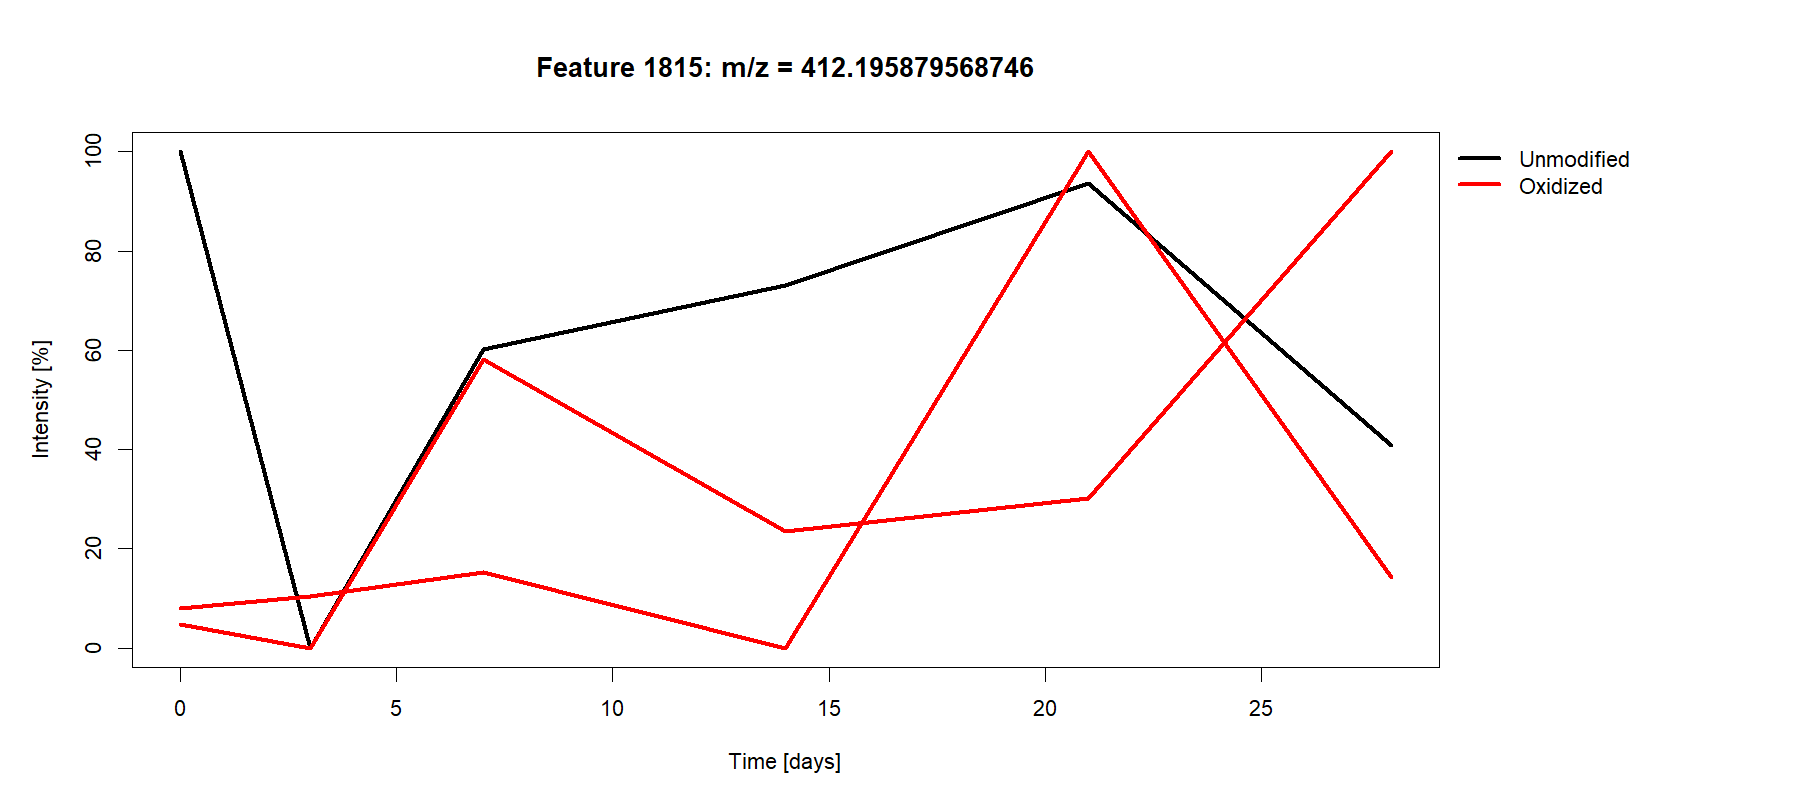 Feature 1815: m/z = 412.195879568746
Unmodified
Oxidized
Intensity [%]
100
80
60
40
20
0
0 5 10 15 20 25
Time [days]